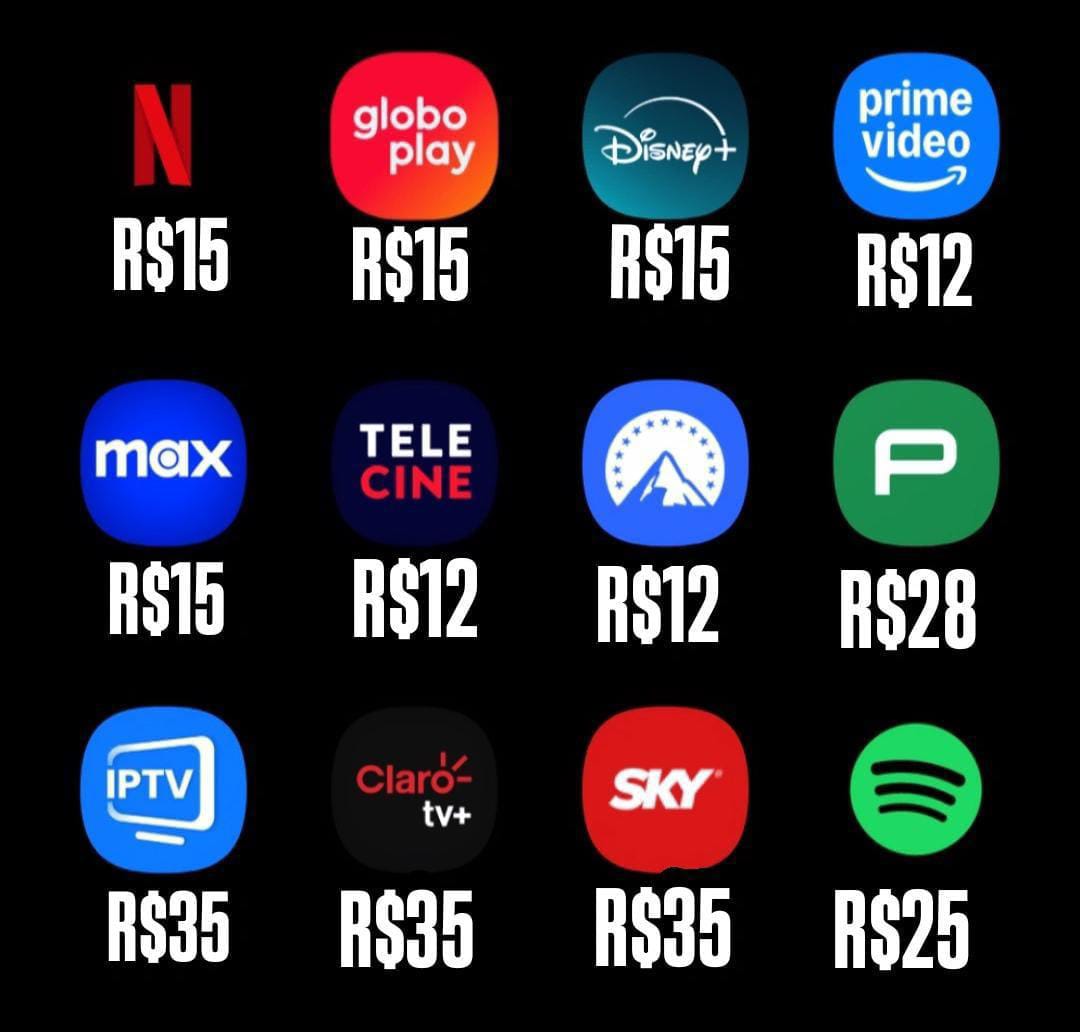 N
globo
play
Disney+
prime
video
R$15
R$15
R$15
R$12
max
TELE
CINE
P
R$15
R$12
R$12
R$28
IPTV
Claro
tv+
SKY
R$35
R$35
R$35
R$25